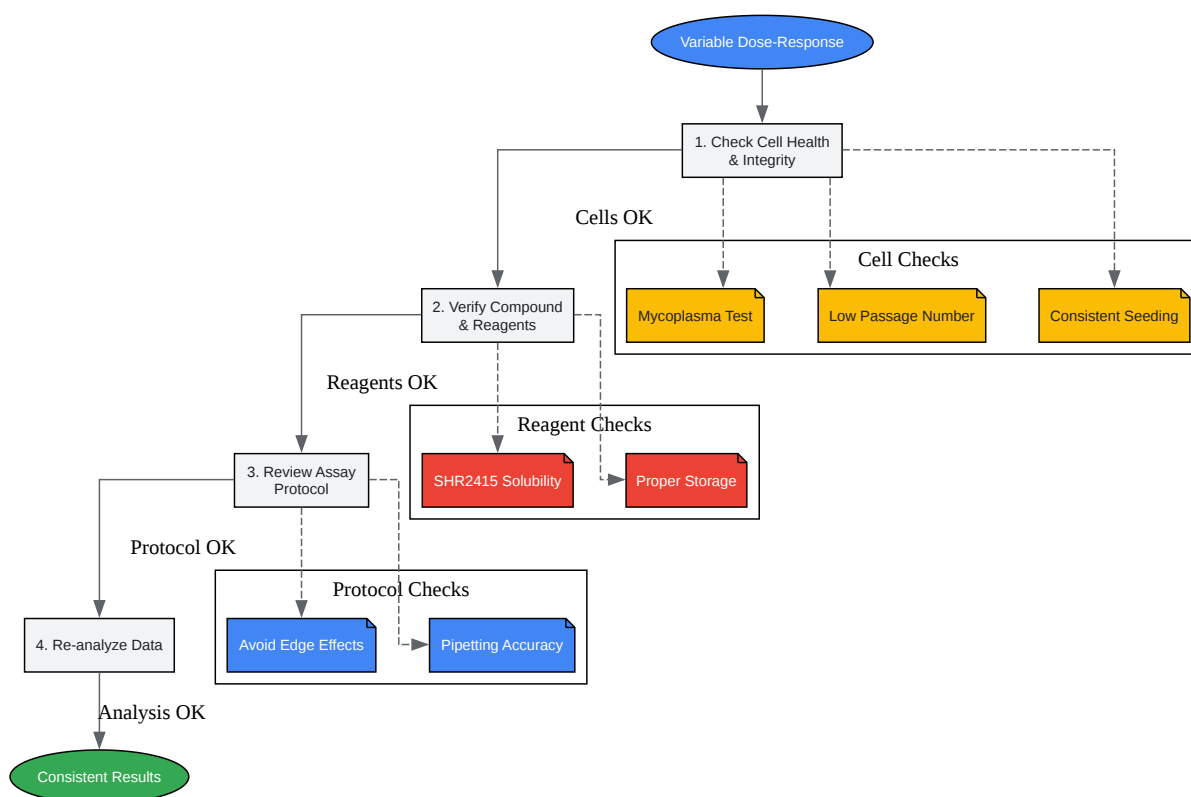 Variable Dose-Response
1. Check Cell Health
& Integrity
Cells OK
Cell Checks
Mycoplasma Test
Low Passage Number
Consistent Seeding
2. Verify Compound
& Reagents
Reagents OK
Reagent Checks
SHR2415 Solubility
Proper Storage
3. Review Assay
Protocol
Protocol OK
Protocol Checks
Avoid Edge Effects
Pipetting Accuracy
4. Re-analyze Data
Analysis OK
Consistent Results